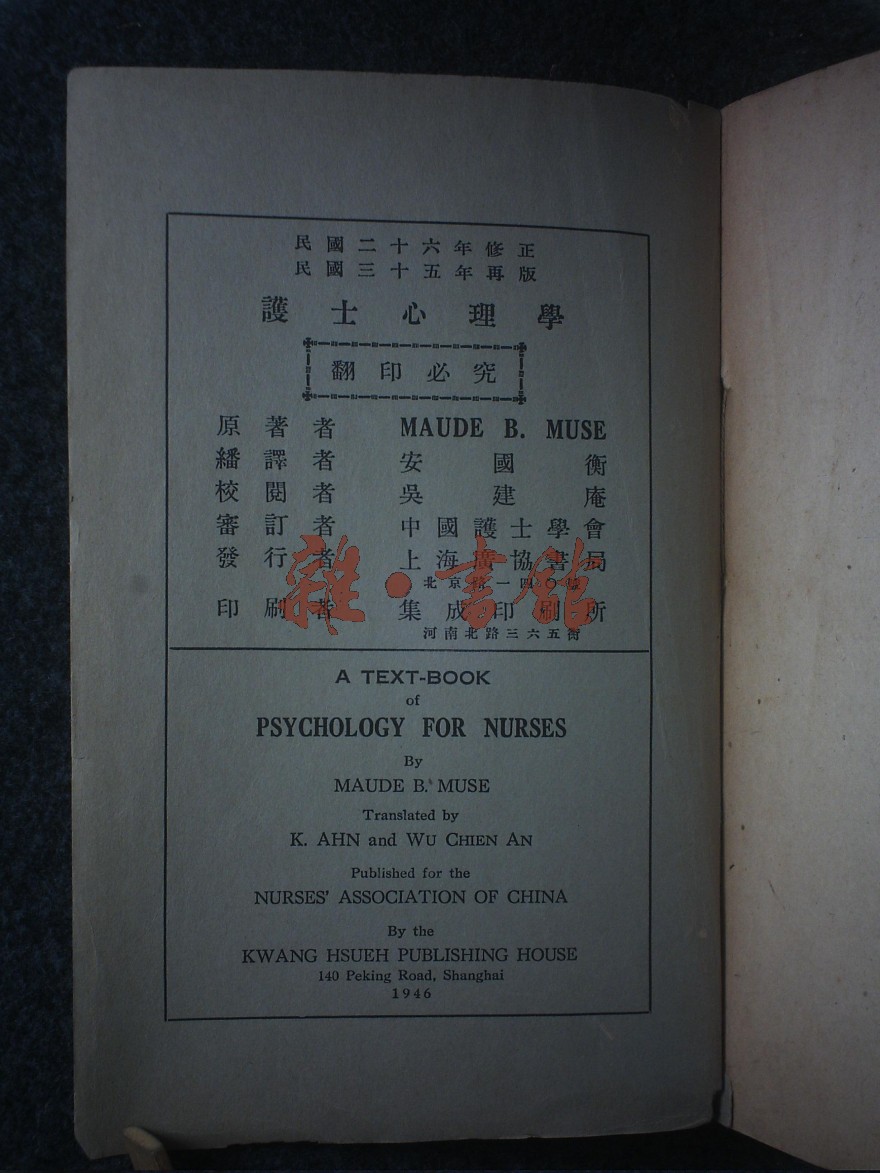 民國二十六年修正
民國三十五年再版
護士心理學
翻印必究
原著者 MAUDE B. MUSE
繙譯者 安國衡
校閱者 吳建庵
審訂者 中國護士學會
發行者 上海廣協書局
北京路一四〇號
印刷者 集成印刷所
河南北路三六五衖
雜·書館
A TEXT-BOOK
of
PSYCHOLOGY FOR NURSES
By
MAUDE B. MUSE
Translated by
K. AHN and WU CHIEN AN
Published for the
NURSES' ASSOCIATION OF CHINA
By the
KWANG HSUEH PUBLISHING HOUSE
140 Peking Road, Shanghai
1946